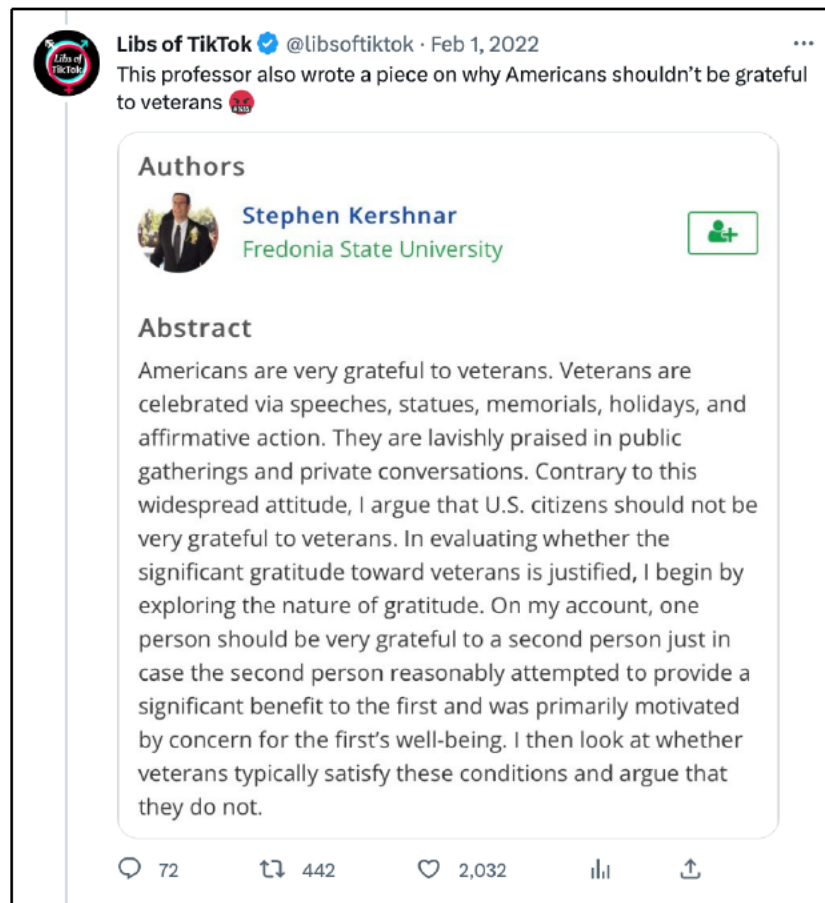 Libs of TikTok @libsoftiktok · Feb 1, 2022
Libs of
TikTok
This professor also wrote a piece on why Americans shouldn't be grateful
to veterans 🤬
Authors
Stephen Kershnar
Fredonia State University
Abstract
Americans are very grateful to veterans. Veterans are
celebrated via speeches, statues, memorials, holidays, and
affirmative action. They are lavishly praised in public
gatherings and private conversations. Contrary to this
widespread attitude, I argue that U.S. citizens should not be
very grateful to veterans. In evaluating whether the
significant gratitude toward veterans is justified, I begin by
exploring the nature of gratitude. On my account, one
person should be very grateful to a second person just in
case the second person reasonably attempted to provide a
significant benefit to the first and was primarily motivated
by concern for the first's well-being. I then look at whether
veterans typically satisfy these conditions and argue that
they do not.
72 442 2,032